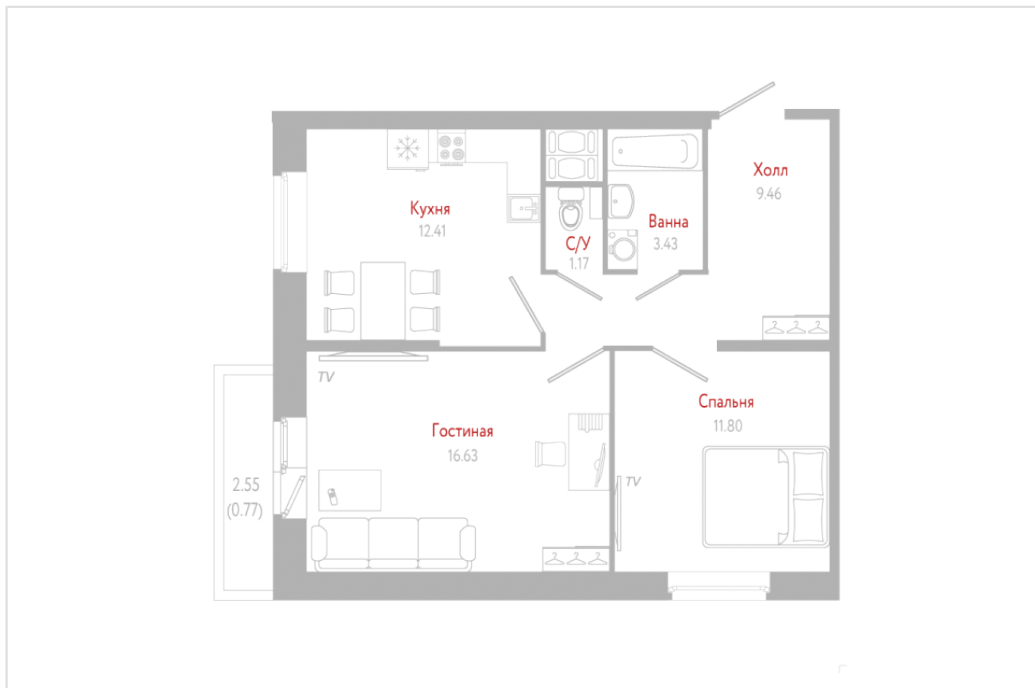 Холл
9.46
Кухня
12.41
Ванна
3.43
С/У
1.17
TV
Спальня
11.80
Гостиная
16.63
TV
2.55
(0.77)